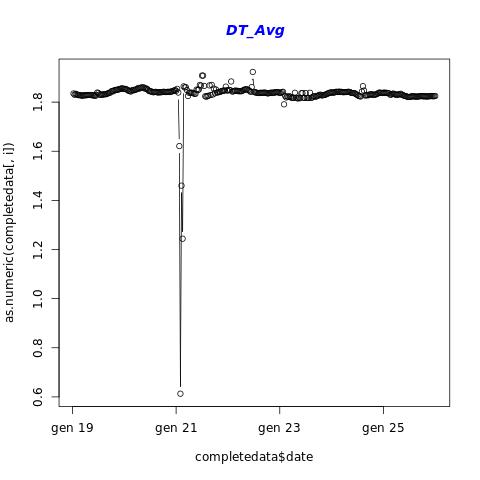 DT_Avg
as.numeric(completedata[, i])
1.8
1.6
1.4
1.2
1.0
0.8
0.6
gen 19 gen 21 gen 23 gen 25
completedata$date